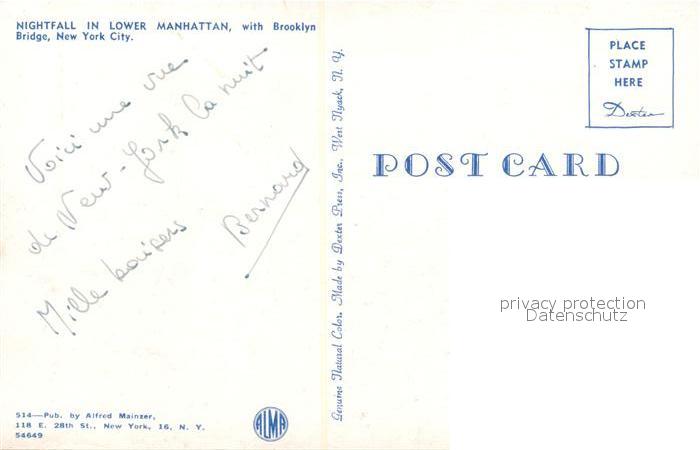 NIGHTFALL IN LOWER MANHATTAN, with Brooklyn
Bridge, New York City.
Voici une vue
de New-York la nuit
Mille baisers
Bernard
514—Pub. by Alfred Mainzer,
118 E. 28th St., New York, 16, N. Y.
54649
ALMA
Genuine Natural Color. Made by Dexter Press, Inc., West Nyack, N. Y.
PLACE
STAMP
HERE
Dexter
POST CARD
privacy protection
Datenschutz